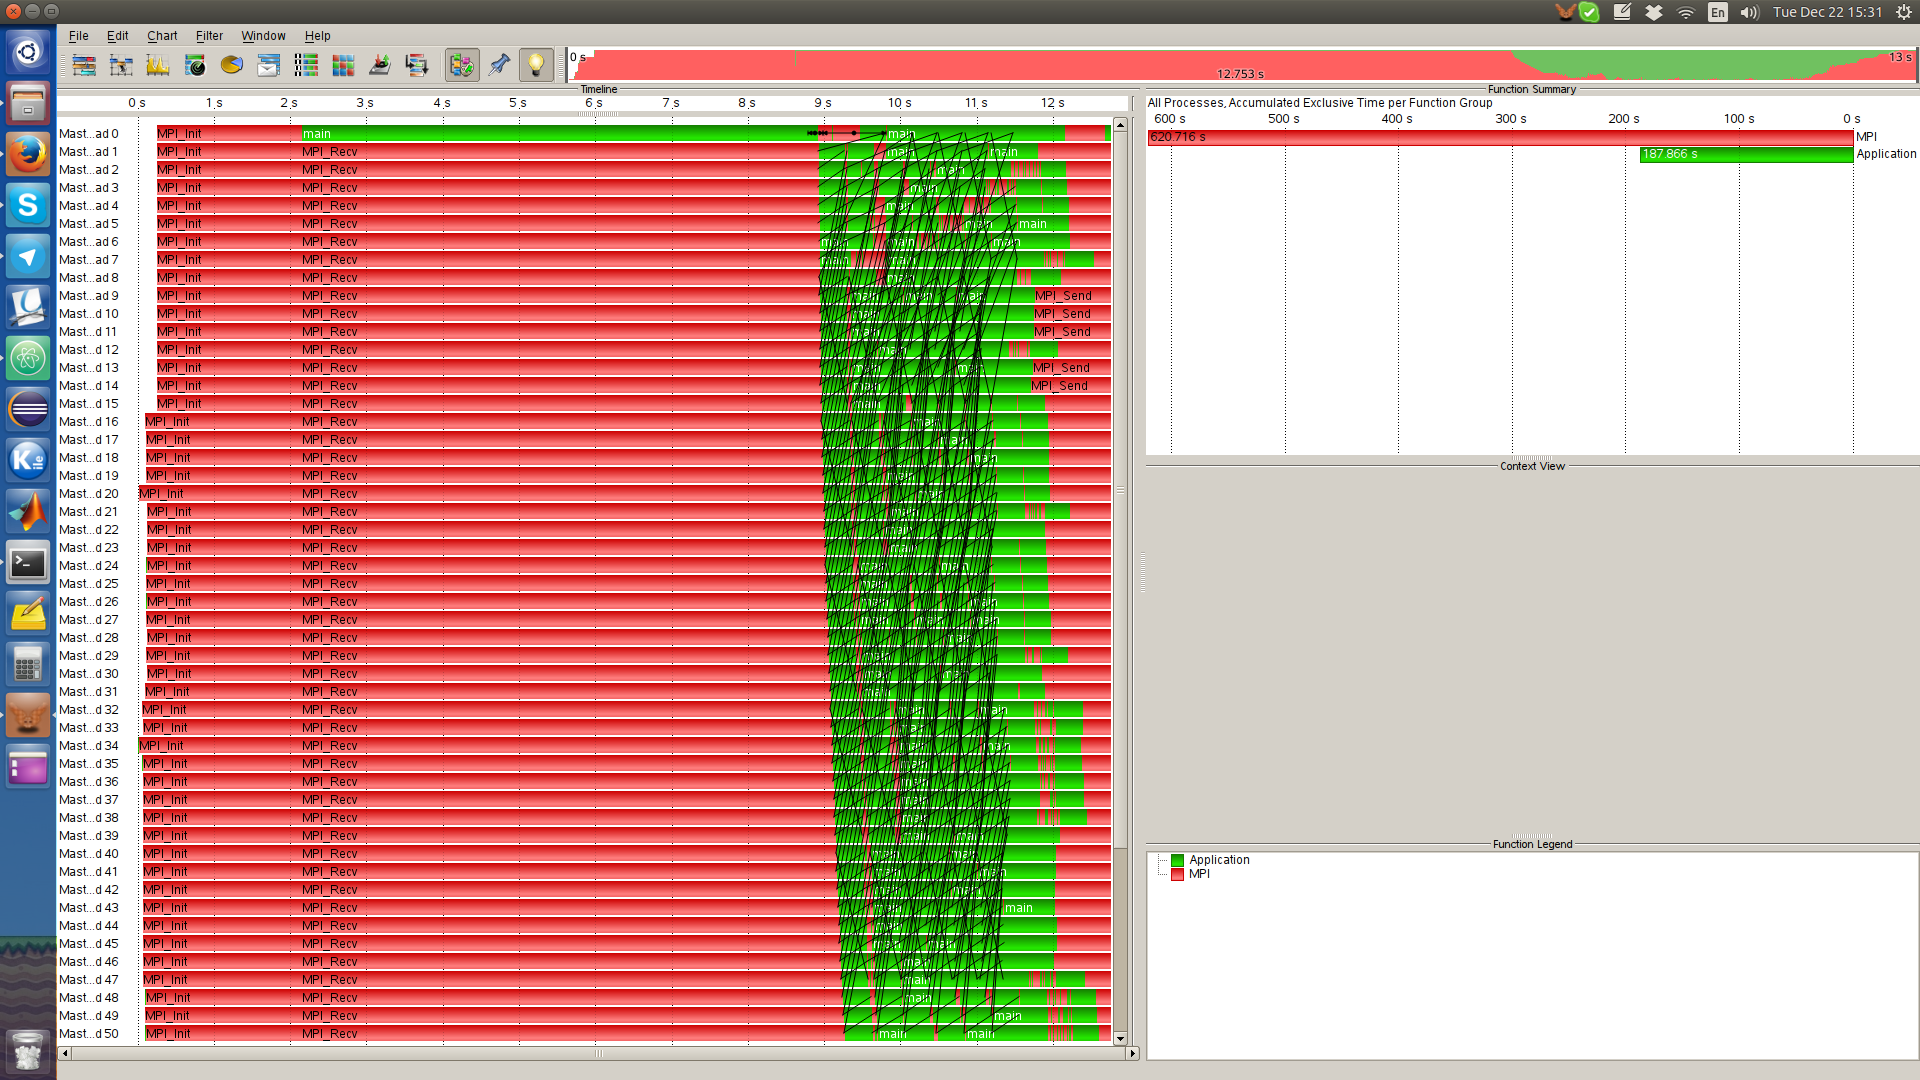 En
Tue Dec 22 15:31
File Edit Chart Filter Window Help
0 s
12.753 s
13 s
Timeline
0 s 1 s 2 s 3 s 4 s 5 s 6 s 7 s 8 s 9 s 10 s 11 s 12 s
Mast...ad 0 MPI_Init main main
Mast...ad 1 MPI_Init MPI_Recv main main
Mast...ad 2 MPI_Init MPI_Recv main
Mast...ad 3 MPI_Init MPI_Recv main
Mast...ad 4 MPI_Init MPI_Recv main
Mast...ad 5 MPI_Init MPI_Recv main main
Mast...ad 6 MPI_Init MPI_Recv main main main
Mast...ad 7 MPI_Init MPI_Recv main main
Mast...ad 8 MPI_Init MPI_Recv main
Mast...ad 9 MPI_Init MPI_Recv main main main MPI_Send
Mast...d 10 MPI_Init MPI_Recv main MPI_Send
Mast...d 11 MPI_Init MPI_Recv main MPI_Send
Mast...d 12 MPI_Init MPI_Recv main
Mast...d 13 MPI_Init MPI_Recv main main MPI_Send
Mast...d 14 MPI_Init MPI_Recv main MPI_Send
Mast...d 15 MPI_Init MPI_Recv main
Mast...d 16 MPI_Init MPI_Recv main
Mast...d 17 MPI_Init MPI_Recv main
Mast...d 18 MPI_Init MPI_Recv main
Mast...d 19 MPI_Init MPI_Recv main
Mast...d 20 MPI_Init MPI_Recv main
Mast...d 21 MPI_Init MPI_Recv main
Mast...d 22 MPI_Init MPI_Recv main
Mast...d 23 MPI_Init MPI_Recv main
Mast...d 24 MPI_Init MPI_Recv main main
Mast...d 25 MPI_Init MPI_Recv main
Mast...d 26 MPI_Init MPI_Recv main main
Mast...d 27 MPI_Init MPI_Recv main main main
Mast...d 28 MPI_Init MPI_Recv main
Mast...d 29 MPI_Init MPI_Recv main
Mast...d 30 MPI_Init MPI_Recv main main
Mast...d 31 MPI_Init MPI_Recv main
Mast...d 32 MPI_Init MPI_Recv main main
Mast...d 33 MPI_Init MPI_Recv main
Mast...d 34 MPI_Init MPI_Recv main main
Mast...d 35 MPI_Init MPI_Recv main
Mast...d 36 MPI_Init MPI_Recv main
Mast...d 37 MPI_Init MPI_Recv main
Mast...d 38 MPI_Init MPI_Recv main
Mast...d 39 MPI_Init MPI_Recv main main
Mast...d 40 MPI_Init MPI_Recv main main
Mast...d 41 MPI_Init MPI_Recv main main
Mast...d 42 MPI_Init MPI_Recv main main
Mast...d 43 MPI_Init MPI_Recv main main
Mast...d 44 MPI_Init MPI_Recv main
Mast...d 45 MPI_Init MPI_Recv main main
Mast...d 46 MPI_Init MPI_Recv main
Mast...d 47 MPI_Init MPI_Recv main
Mast...d 48 MPI_Init MPI_Recv main
Mast...d 49 MPI_Init MPI_Recv main
Mast...d 50 MPI_Init MPI_Recv main main
Function Summary
All Processes, Accumulated Exclusive Time per Function Group
600 s 500 s 400 s 300 s 200 s 100 s 0 s
620.716 s MPI
187.866 s Application
Context View
Function Legend
Application
MPI